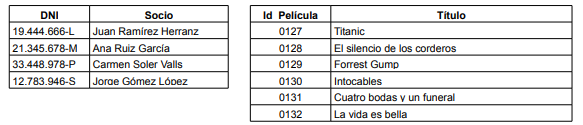 DNI Socio
19.444.666-L Juan Ramírez Herranz
21.345.678-M Ana Ruiz García
33.448.978-P Carmen Soler Valls
12.783.946-S Jorge Gómez López
Id Película Título
0127 Titanic
0128 El silencio de los corderos
0129 Forrest Gump
0130 Intocables
0131 Cuatro bodas y un funeral
0132 La vida es bella